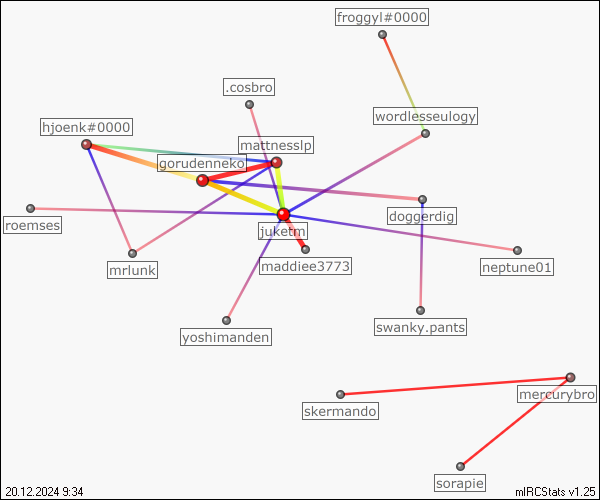 froggyl#0000
.cosbro
wordlesseulogy
hjoenk#0000
mattnesslp
gorudenneko
doggerdig
roemses
juketm
maddiee3773
neptune01
mrlunk
swanky.pants
yoshimanden
mercurybro
skermando
sorapie
20.12.2024 9:34
mIRCStats v1.25